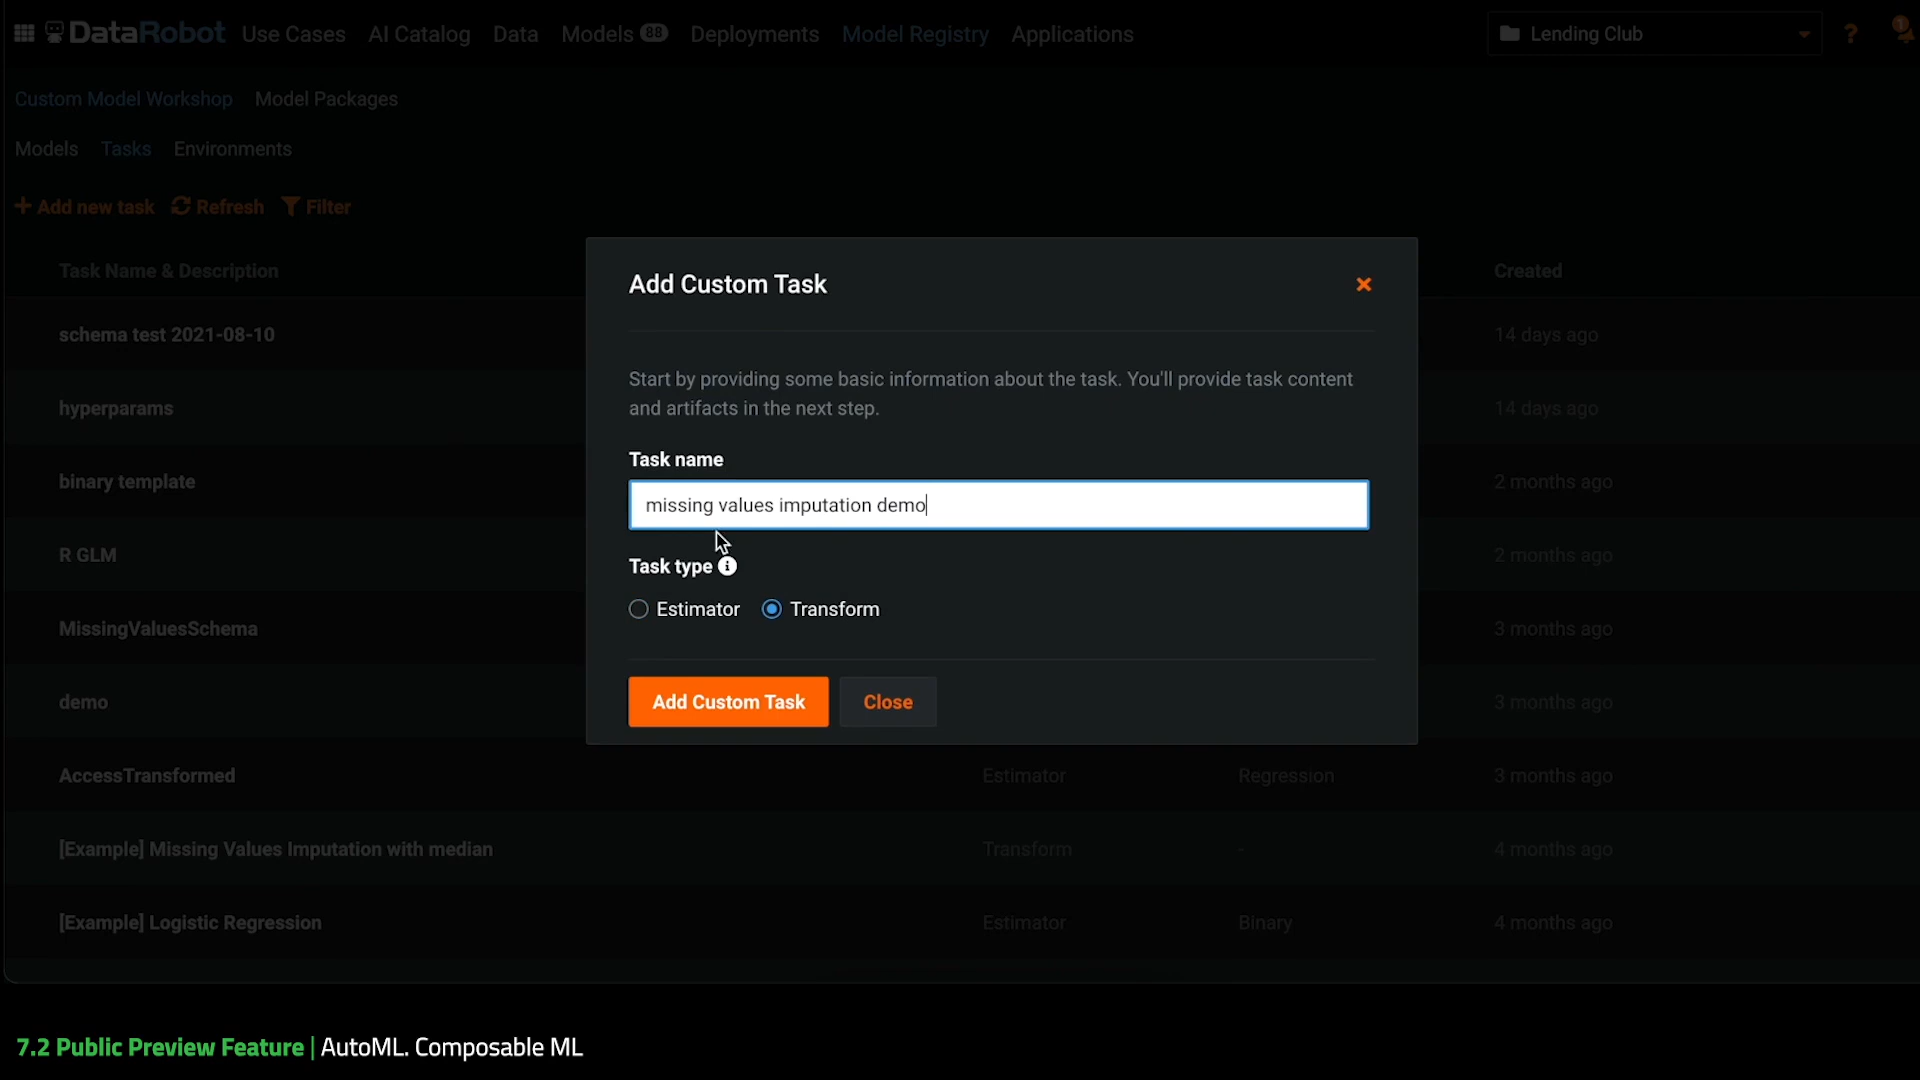 DataRobot Use Cases AI Catalog Data Models 88 Deployments Model Registry Applications Lending Club ? 1
Custom Model Workshop Model Packages
Models Tasks Environments
+ Add new task Refresh Filter
Task Name & Description Created
schema test 2021-08-10 14 days ago
hyperparams 14 days ago
binary template 2 months ago
R GLM 2 months ago
MissingValuesSchema 3 months ago
demo 3 months ago
AccessTransformed Estimator Regression 3 months ago
[Example] Missing Values Imputation with median Transform - 4 months ago
[Example] Logistic Regression Estimator Binary 4 months ago
Add Custom Task
Start by providing some basic information about the task. You'll provide task content
and artifacts in the next step.
Task name
missing values imputation demo
Task type
Estimator Transform
Add Custom Task Close
7.2 Public Preview Feature | AutoML. Composable ML